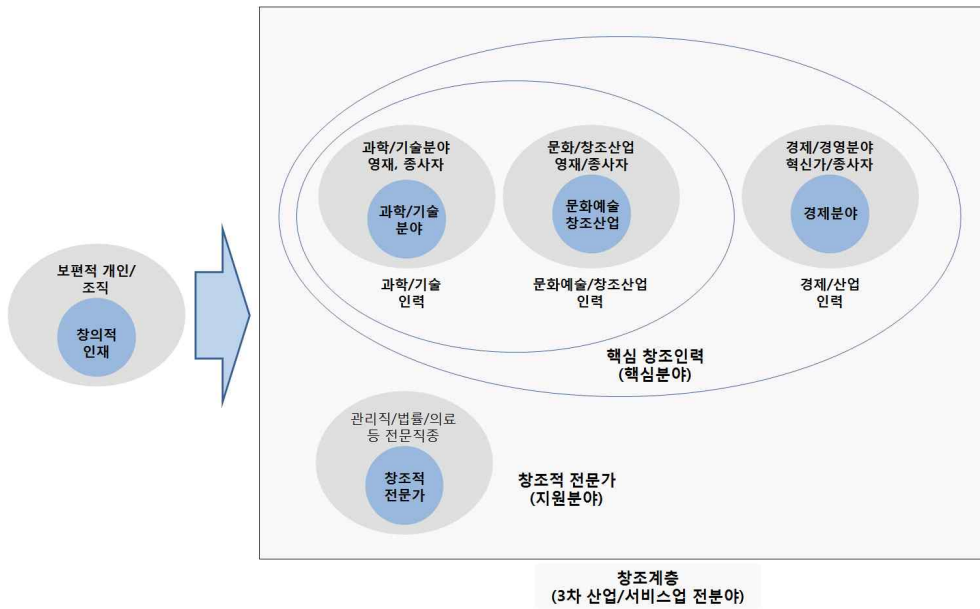 보편적 개인/
조직
창의적
인재
과학/기술분야
영재, 종사자
과학/기술
분야
과학/기술
인력
문화/창조산업
영재/종사자
문화예술
창조산업
문화예술/창조산업
인력
경제/경영분야
혁신가/종사자
경제분야
경제/산업
인력
핵심 창조인력
(핵심분야)
관리직/법률/의료
등 전문직종
창조적
전문가
창조적 전문가
(지원분야)
창조계층
(3차 산업/서비스업 전분야)